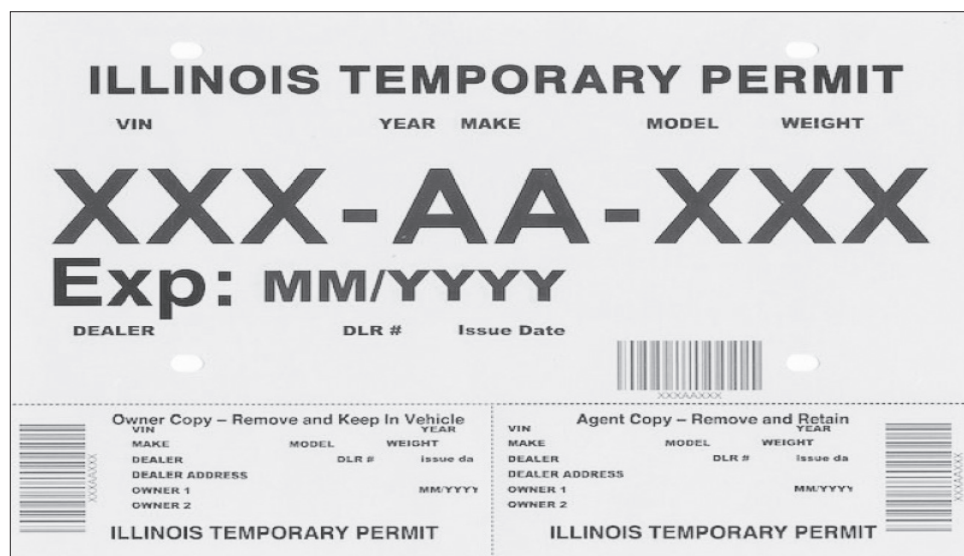 ILLINOIS TEMPORARY PERMIT
VIN YEAR MAKE MODEL WEIGHT
XXX-AA-XXX
Exp: MM/YYYY
DEALER DLR # Issue Date
XXXAAXXX
Owner Copy – Remove and Keep In Vehicle
VIN YEAR
MAKE MODEL WEIGHT
DEALER DLR # issue da
DEALER ADDRESS
OWNER 1 MM/YYYY
OWNER 2
ILLINOIS TEMPORARY PERMIT
XXXAAXXX
Agent Copy – Remove and Retain
VIN YEAR
MAKE MODEL WEIGHT
DEALER DLR # Issue da
DEALER ADDRESS
OWNER 1 MM/YYYY
OWNER 2
ILLINOIS TEMPORARY PERMIT
XXXAAXXX